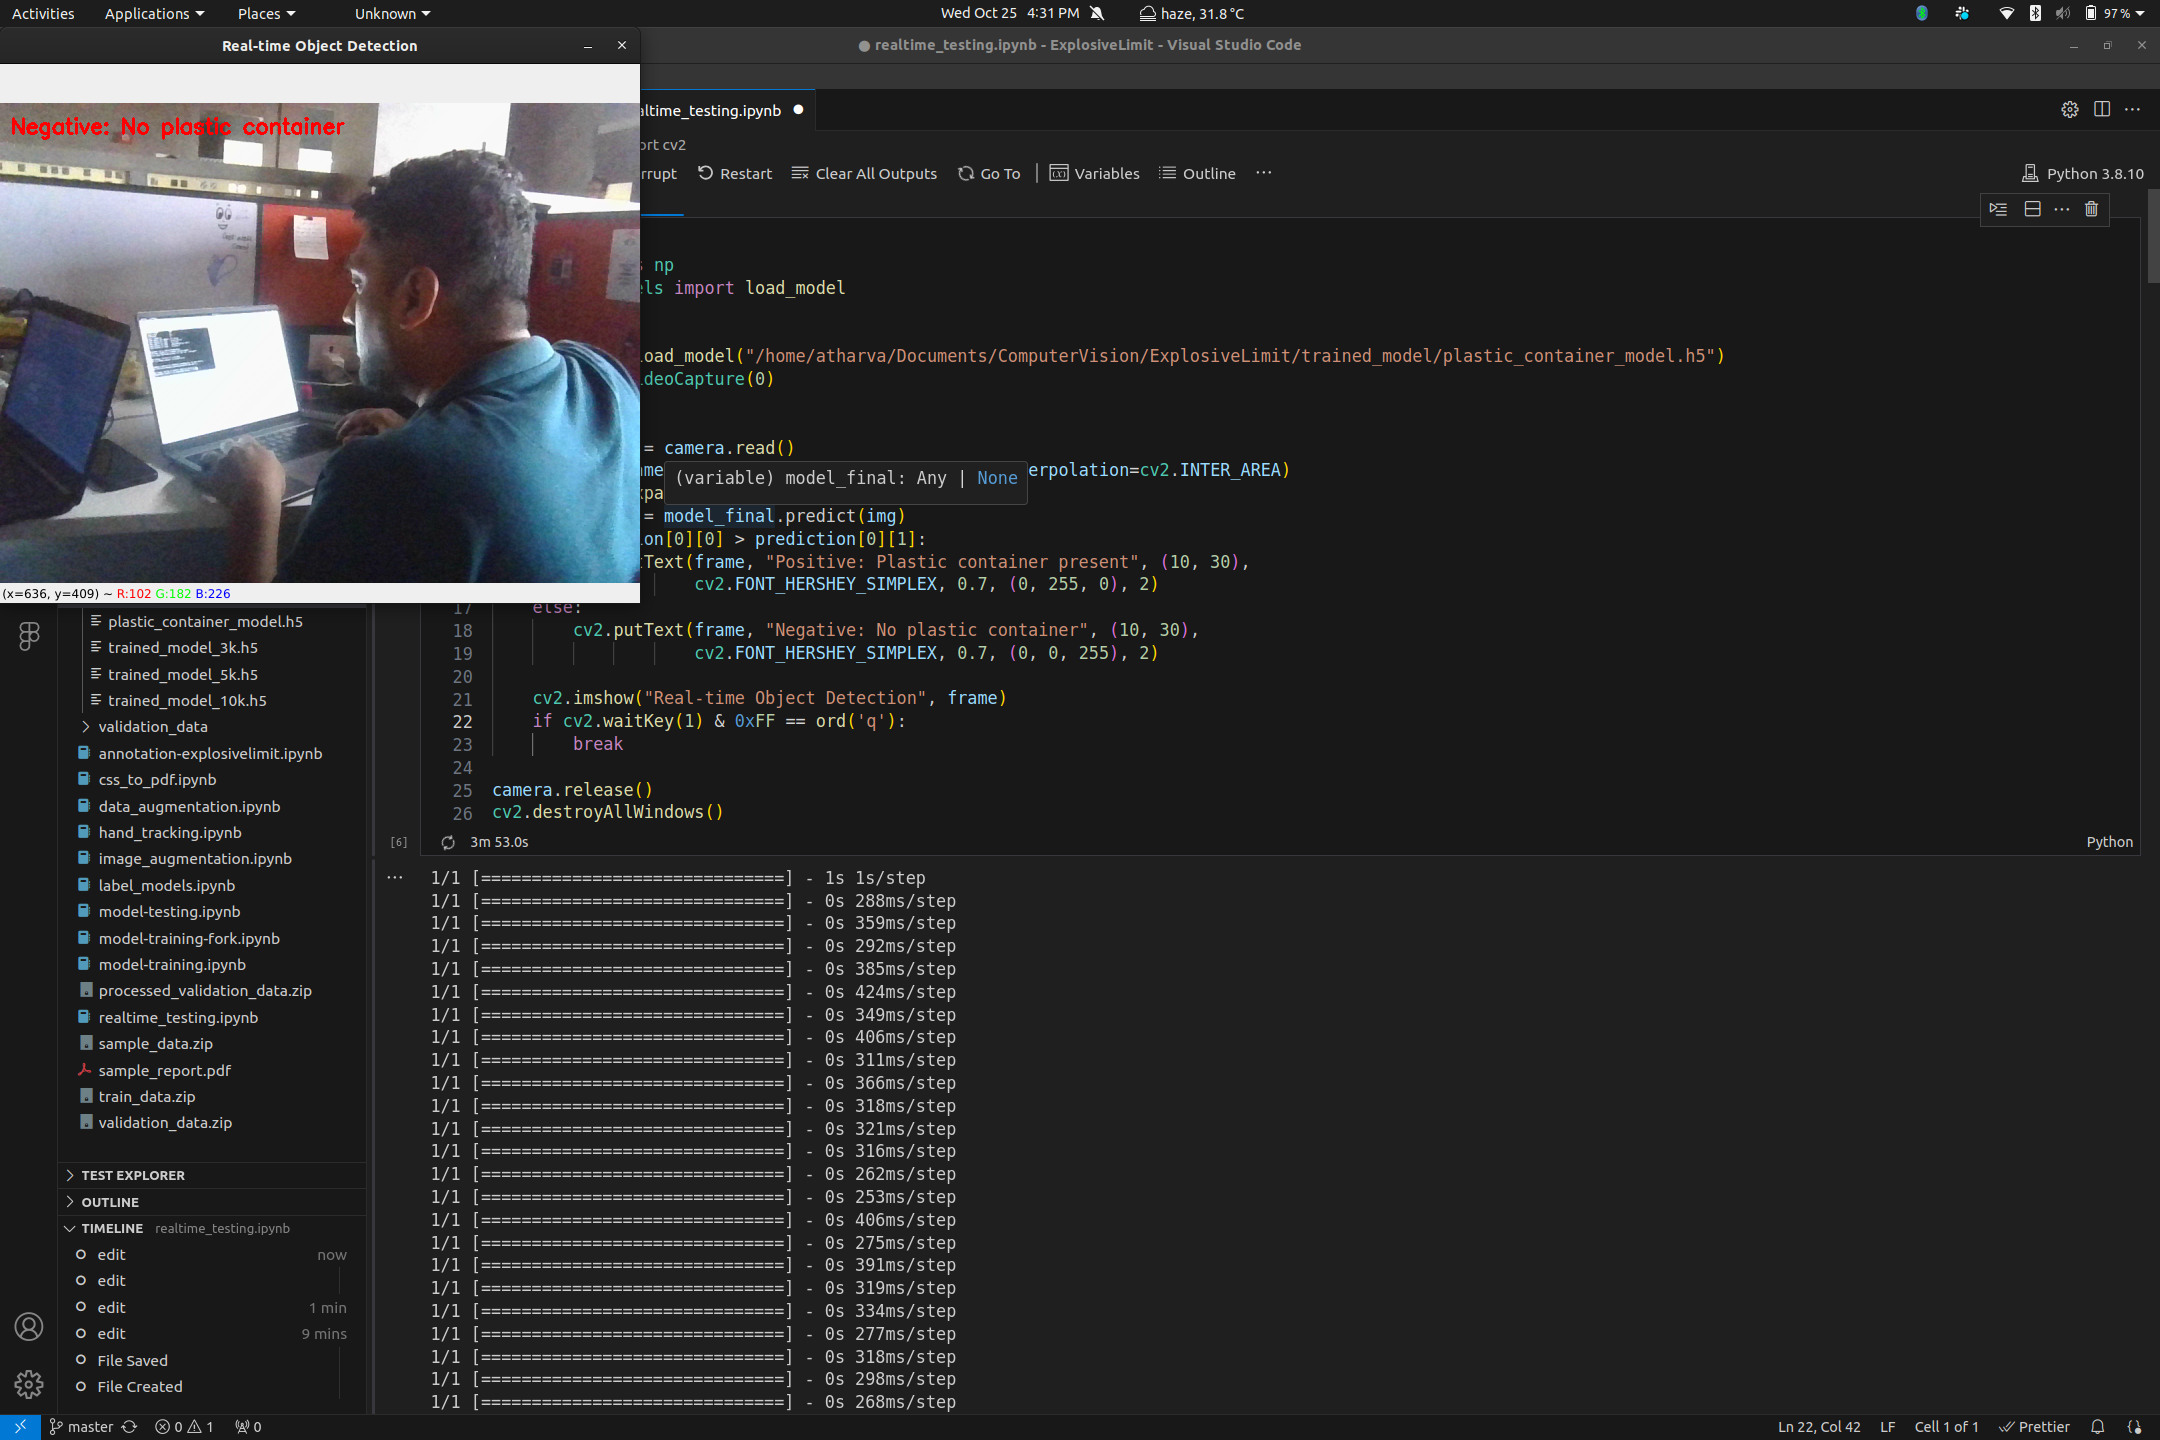 Activities Applications Places Unknown Wed Oct 25 4:31 PM haze, 31.8 °C 97 %
Real-time Object Detection
realtime_testing.ipynb - ExplosiveLimit - Visual Studio Code
Negative: No plastic container
(x=636, y=409) ~ R:102 G:182 B:226
altime_testing.ipynb
ort cv2
rrupt Restart Clear All Outputs Go To Variables Outline Python 3.8.10
s np
els import load_model
load_model("/home/atharva/Documents/ComputerVision/ExplosiveLimit/trained_model/plastic_container_model.h5")
ideoCapture(0)
= camera.read()
ame erpolation=cv2.INTER_AREA)
(variable) model_final: Any | None
xpa
= model_final.predict(img)
ion[0][0] > prediction[0][1]:
tText(frame, "Positive: Plastic container present", (10, 30),
cv2.FONT_HERSHEY_SIMPLEX, 0.7, (0, 255, 0), 2)
17 else:
18 cv2.putText(frame, "Negative: No plastic container", (10, 30),
19 cv2.FONT_HERSHEY_SIMPLEX, 0.7, (0, 0, 255), 2)
20
21 cv2.imshow("Real-time Object Detection", frame)
22 if cv2.waitKey(1) & 0xFF == ord('q'):
23 break
24
25 camera.release()
26 cv2.destroyAllWindows()
[6] 3m 53.0s Python
plastic_container_model.h5
trained_model_3k.h5
trained_model_5k.h5
trained_model_10k.h5
validation_data
annotation-explosivelimit.ipynb
css_to_pdf.ipynb
data_augmentation.ipynb
hand_tracking.ipynb
image_augmentation.ipynb
label_models.ipynb
model-testing.ipynb
model-training-fork.ipynb
model-training.ipynb
processed_validation_data.zip
realtime_testing.ipynb
sample_data.zip
sample_report.pdf
train_data.zip
validation_data.zip
TEST EXPLORER
OUTLINE
TIMELINE realtime_testing.ipynb
edit now
edit
edit 1 min
edit 9 mins
File Saved
File Created
1/1 [==============================] - 1s 1s/step
1/1 [==============================] - 0s 288ms/step
1/1 [==============================] - 0s 359ms/step
1/1 [==============================] - 0s 292ms/step
1/1 [==============================] - 0s 385ms/step
1/1 [==============================] - 0s 424ms/step
1/1 [==============================] - 0s 349ms/step
1/1 [==============================] - 0s 406ms/step
1/1 [==============================] - 0s 311ms/step
1/1 [==============================] - 0s 366ms/step
1/1 [==============================] - 0s 318ms/step
1/1 [==============================] - 0s 321ms/step
1/1 [==============================] - 0s 316ms/step
1/1 [==============================] - 0s 262ms/step
1/1 [==============================] - 0s 253ms/step
1/1 [==============================] - 0s 406ms/step
1/1 [==============================] - 0s 275ms/step
1/1 [==============================] - 0s 391ms/step
1/1 [==============================] - 0s 319ms/step
1/1 [==============================] - 0s 334ms/step
1/1 [==============================] - 0s 277ms/step
1/1 [==============================] - 0s 318ms/step
1/1 [==============================] - 0s 298ms/step
1/1 [==============================] - 0s 268ms/step
master 0 1 0 Ln 22, Col 42 LF Cell 1 of 1 Prettier